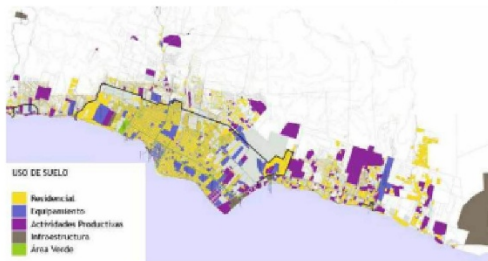 USO DE SUELO
Residencial
Equipamiento
Actividades Productivas
Infraestructura
Área Verde